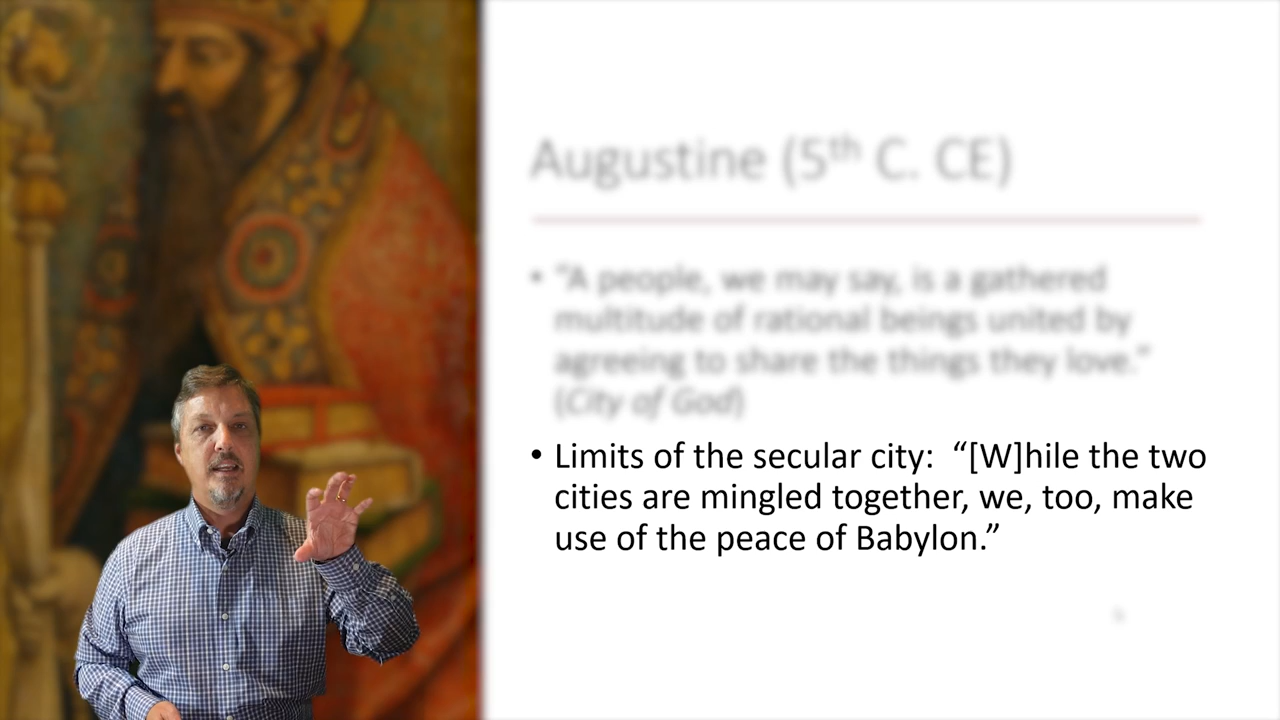 Augustine (5th C. CE)
• “A people, we may say, is a gathered
multitude of rational beings united by
agreeing to share the things they love.”
(City of God)
• Limits of the secular city: “[W]hile the two
cities are mingled together, we, too, make
use of the peace of Babylon.”